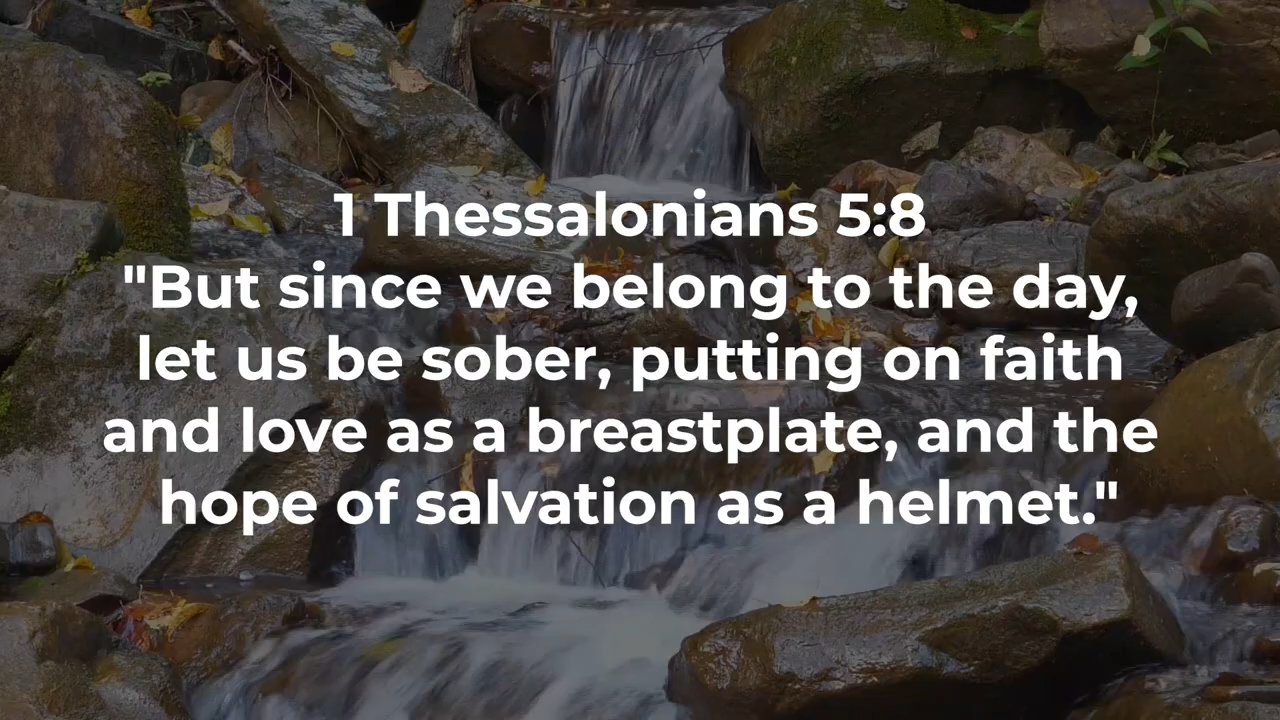 1 Thessalonians 5:8
"But since we belong to the day,
let us be sober, putting on faith
and love as a breastplate, and the
hope of salvation as a helmet."